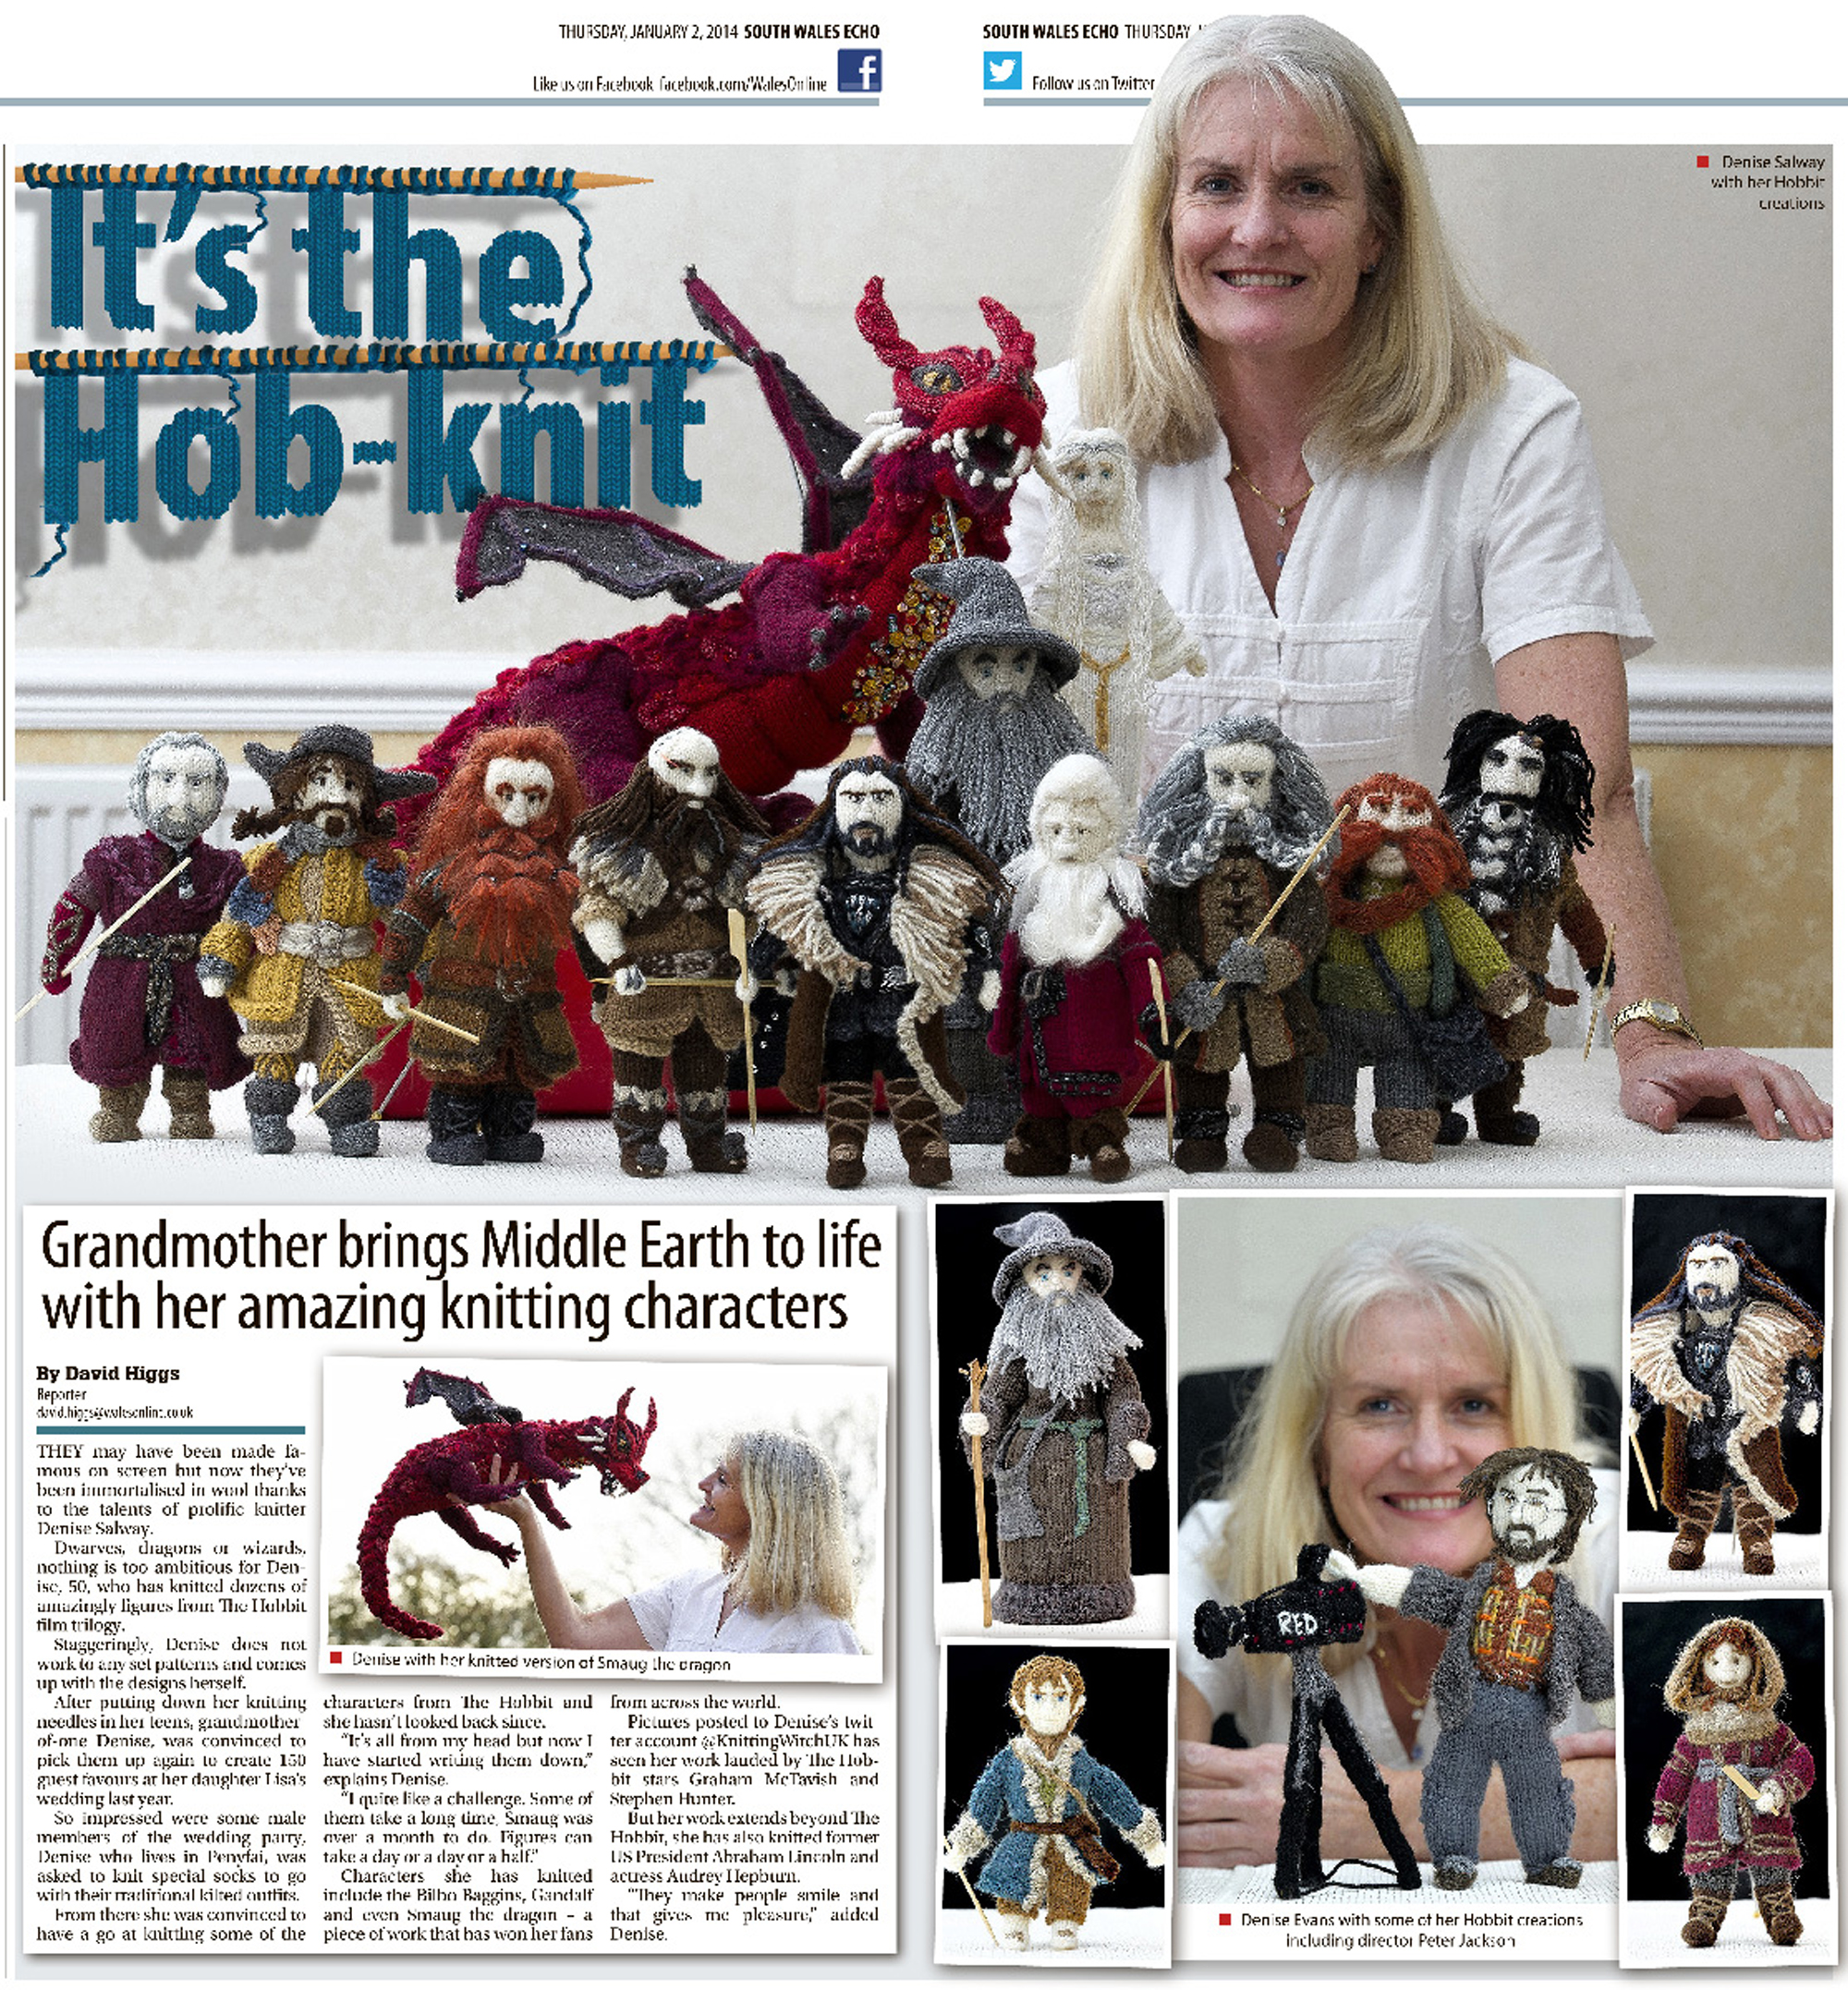 THURSDAY, JANUARY 2, 2014 SOUTH WALES ECHO
Like us on Facebook facebook.com/WalesOnline
SOUTH WALES ECHO THURSDAY,
Follow us on Twitter
Denise Salway
with her Hobbit
creations
It's the
Hob-knit
Grandmother brings Middle Earth to life
with her amazing knitting characters
By David Higgs
Reporter
david.higgs@walesonline.co.uk
THEY may have been made fa-
mous on screen but now they've
been immortalised in wool thanks
to the talents of prolific knitter
Denise Salway.
Dwarves, dragons or wizards,
nothing is too ambitious for Den-
ise, 50, who has knitted dozens of
amazingly figures from The Hobbit
film trilogy.
Staggeringly, Denise does not
work to any set patterns and comes
up with the designs herself.
After putting down her knitting
needles in her teens, grandmother-
of-one Denise, was convinced to
pick them up again to create 150
guest favours at her daughter Lisa's
wedding last year.
So impressed were some male
members of the wedding party,
Denise who lives in Penyfai, was
asked to knit special socks to go
with their traditional kilted outfits.
From there she was convinced to
have a go at knitting some of the
Denise with her knitted version of Smaug the dragon
characters from The Hobbit and
she hasn't looked back since.
"It's all from my head but now I
have started writing them down,"
explains Denise.
"I quite like a challenge. Some of
them take a long time, Smaug was
over a month to do. Figures can
take a day or a day or a half."
Characters she has knitted
include the Bilbo Baggins, Gandalf
and even Smaug the dragon – a
piece of work that has won her fans
from across the world.
Pictures posted to Denise's twit-
ter account @KnittingWitchUK has
seen her work lauded by The Hob-
bit stars Graham McTavish and
Stephen Hunter.
But her work extends beyond The
Hobbit, she has also knitted former
US President Abraham Lincoln and
actress Audrey Hepburn.
"They make people smile and
that gives me pleasure," added
Denise.
RED
Denise Evans with some of her Hobbit creations
including director Peter Jackson